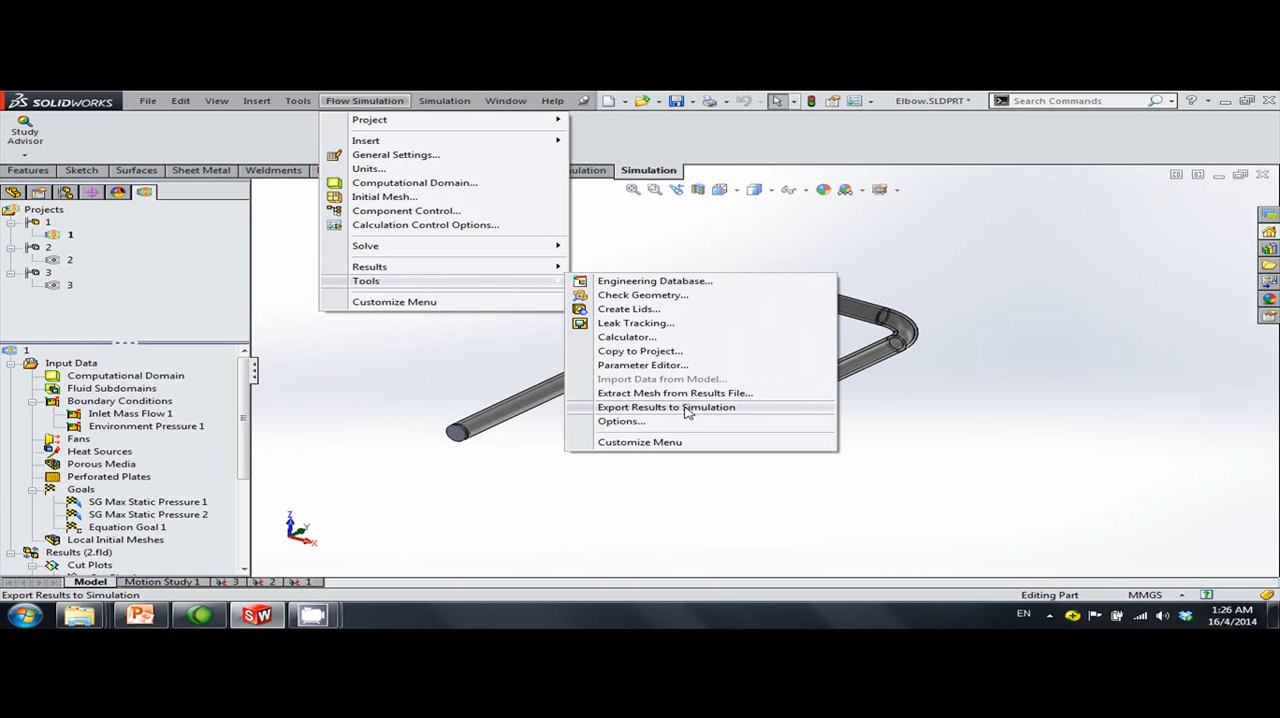 SOLIDWORKS File Edit View Insert Tools Flow Simulation Simulation Window Help Elbow.SLDPRT * Search Commands
Study
Advisor
Features Sketch Surfaces Sheet Metal Weldments Simulation
Project
Insert
General Settings...
Units...
Computational Domain...
Initial Mesh...
Component Control...
Calculation Control Options...
Solve
Results
Tools
Customize Menu
Engineering Database...
Check Geometry...
Create Lids...
Leak Tracking...
Calculator...
Copy to Project...
Parameter Editor...
Import Data from Model...
Extract Mesh from Results File...
Export Results to Simulation
Options...
Customize Menu
Projects
1
1
2
2
3
3
1
Input Data
Computational Domain
Fluid Subdomains
Boundary Conditions
Inlet Mass Flow 1
Environment Pressure 1
Fans
Heat Sources
Porous Media
Perforated Plates
Goals
SG Max Static Pressure 1
SG Max Static Pressure 2
Equation Goal 1
Local Initial Meshes
Results (2.fld)
Cut Plots
Z
Y
X
Model Motion Study 1 3 2 1
Export Results to Simulation Editing Part MMGS
EN 1:26 AM
16/4/2014